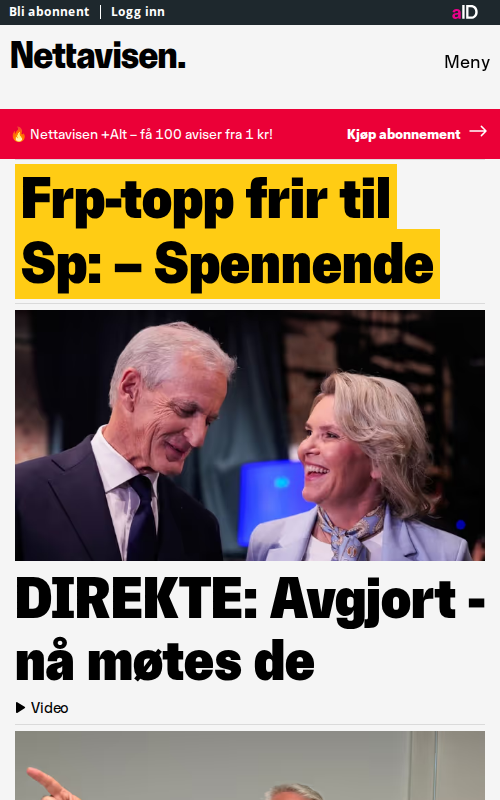 Bli abonnent
Logg inn
aID
Nettavisen.
Meny
🔥 Nettavisen +Alt – få 100 aviser fra 1 kr!
Kjøp abonnement →
Frp-topp frir til
Sp: – Spennende
DIREKTE: Avgjort -
nå møtes de
Video